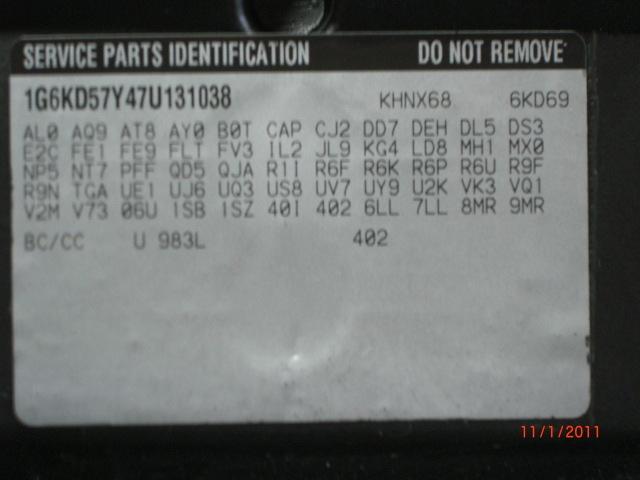 SERVICE PARTS IDENTIFICATION DO NOT REMOVE
1G6KD57Y47U131038 KHNX68 6KD69
AL0 AQ9 AT8 AY0 B0T CAP CJ2 DD7 DEH DL5 DS3
E2C FE1 FE9 FLT FV3 IL2 JL9 KG4 LD8 MH1 MX0
NP5 NT7 PFF QD5 QJA R11 R6F R6K R6P R6U R9F
R9N TGA UE1 UJ6 UQ3 US8 UV7 UY9 U2K VK3 VQ1
V2M V73 06U 1SB 1SZ 401 402 6LL 7LL 8MR 9MR
BC/CC U 983L 402
11/1/2011